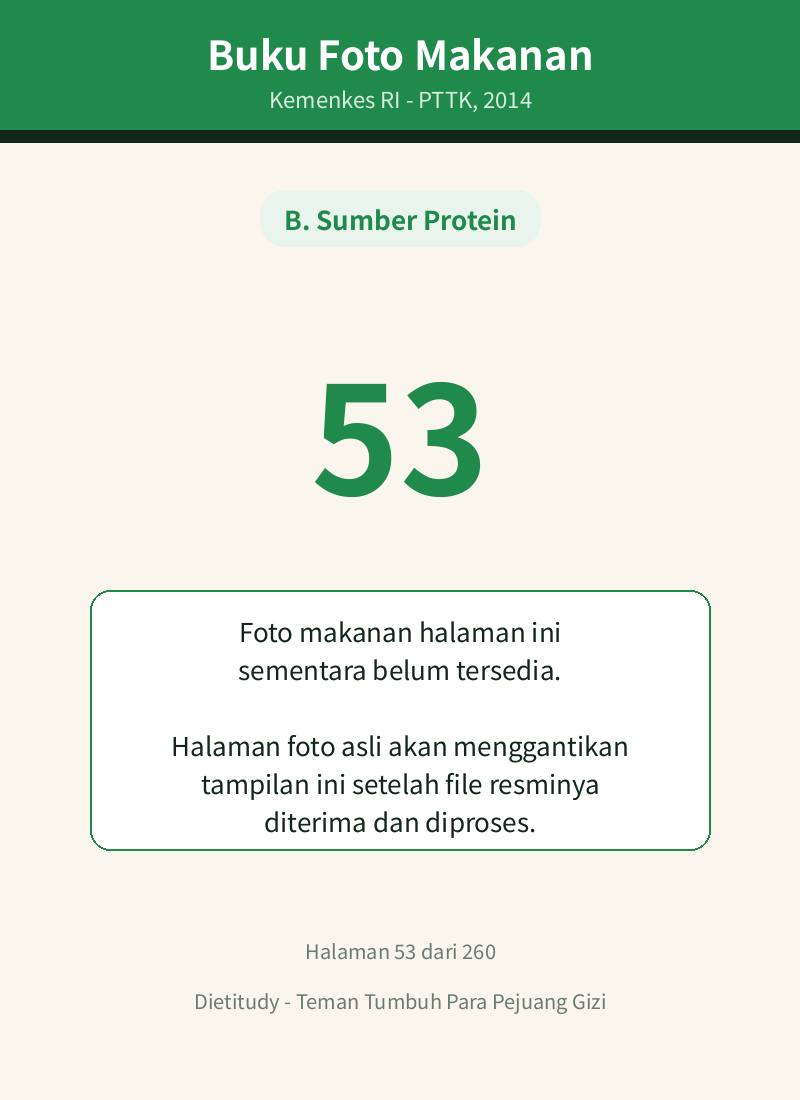 Buku Foto Makanan
Kemenkes RI - PTTK, 2014
B. Sumber Protein
53
Foto makanan halaman ini
sementara belum tersedia.
Halaman foto asli akan menggantikan
tampilan ini setelah file resminya
diterima dan diproses.
Halaman 53 dari 260
Dietitudy - Teman Tumbuh Para Pejuang Gizi